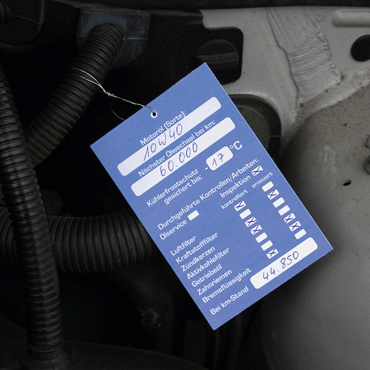 Motoröl (Sorte):
10W40
Nächster Ölwechsel bei km:
60.000
Kühlerfrostschutz
gesichert bis: -17 °C
Durchgeführte Kontrollen/Arbeiten:
Ölservice Inspektion
kontrolliert erneuert
Luftfilter
Kraftstofffilter
Zündkerzen
Aktivkohlefilter
Getriebeöl
Zahnriemen
Bremsflüssigkeit
Bei km-Stand 44.850